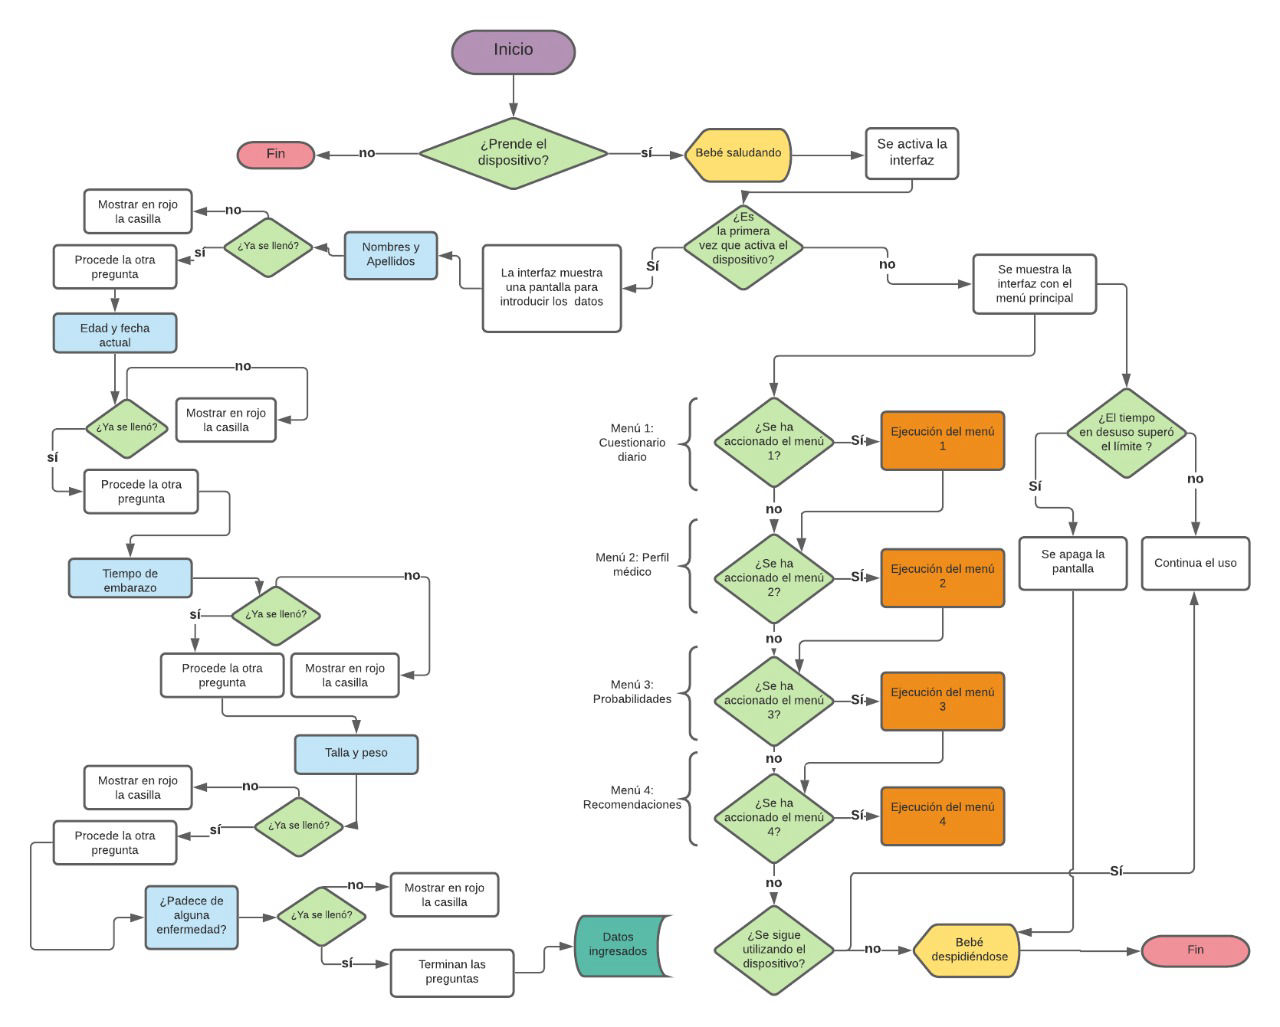 Inicio
¿Prende el
dispositivo?
no
Fin
sí
Bebé saludando
Se activa la
interfaz
¿Es
la primera
vez que activa el
dispositivo?
Sí
La interfaz muestra
una pantalla para
introducir los datos
Nombres y
Apellidos
¿Ya se llenó?
no
Mostrar en rojo
la casilla
sí
Procede la otra
pregunta
Edad y fecha
actual
no
Mostrar en rojo
la casilla
¿Ya se llenó?
sí
Procede la otra
pregunta
Tiempo de
embarazo
no
¿Ya se llenó?
sí
Procede la otra
pregunta
Mostrar en rojo
la casilla
Talla y peso
¿Ya se llenó?
no
Mostrar en rojo
la casilla
sí
Procede la otra
pregunta
¿Padece de
alguna
enfermedad?
¿Ya se llenó?
no
Mostrar en rojo
la casilla
sí
Terminan las
preguntas
Datos
ingresados
no
Se muestra la
interfaz con el
menú principal
Menú 1:
Cuestionario
diario
¿Se ha
accionado el menú
1?
Sí
Ejecución del menú
1
no
Menú 2: Perfil
médico
¿Se ha
accionado el menú
2?
Sí
Ejecución del menú
2
no
Menú 3:
Probabilidades
¿Se ha
accionado el menú
3?
Sí
Ejecución del menú
3
no
Menú 4:
Recomendaciones
¿Se ha
accionado el menú
4?
Sí
Ejecución del menú
4
no
¿Se sigue
utilizando el
dispositivo?
Sí
no
Bebé
despidiéndose
Fin
¿El tiempo
en desuso superó
el límite ?
Sí
Se apaga la
pantalla
no
Continua el uso